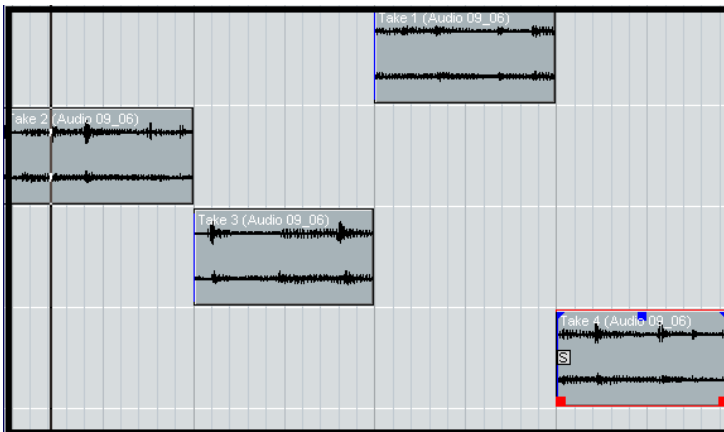 Take 1 (Audio 09_06)
Take 2 (Audio 09_06)
Take 3 (Audio 09_06)
Take 4 (Audio 09_06)
S